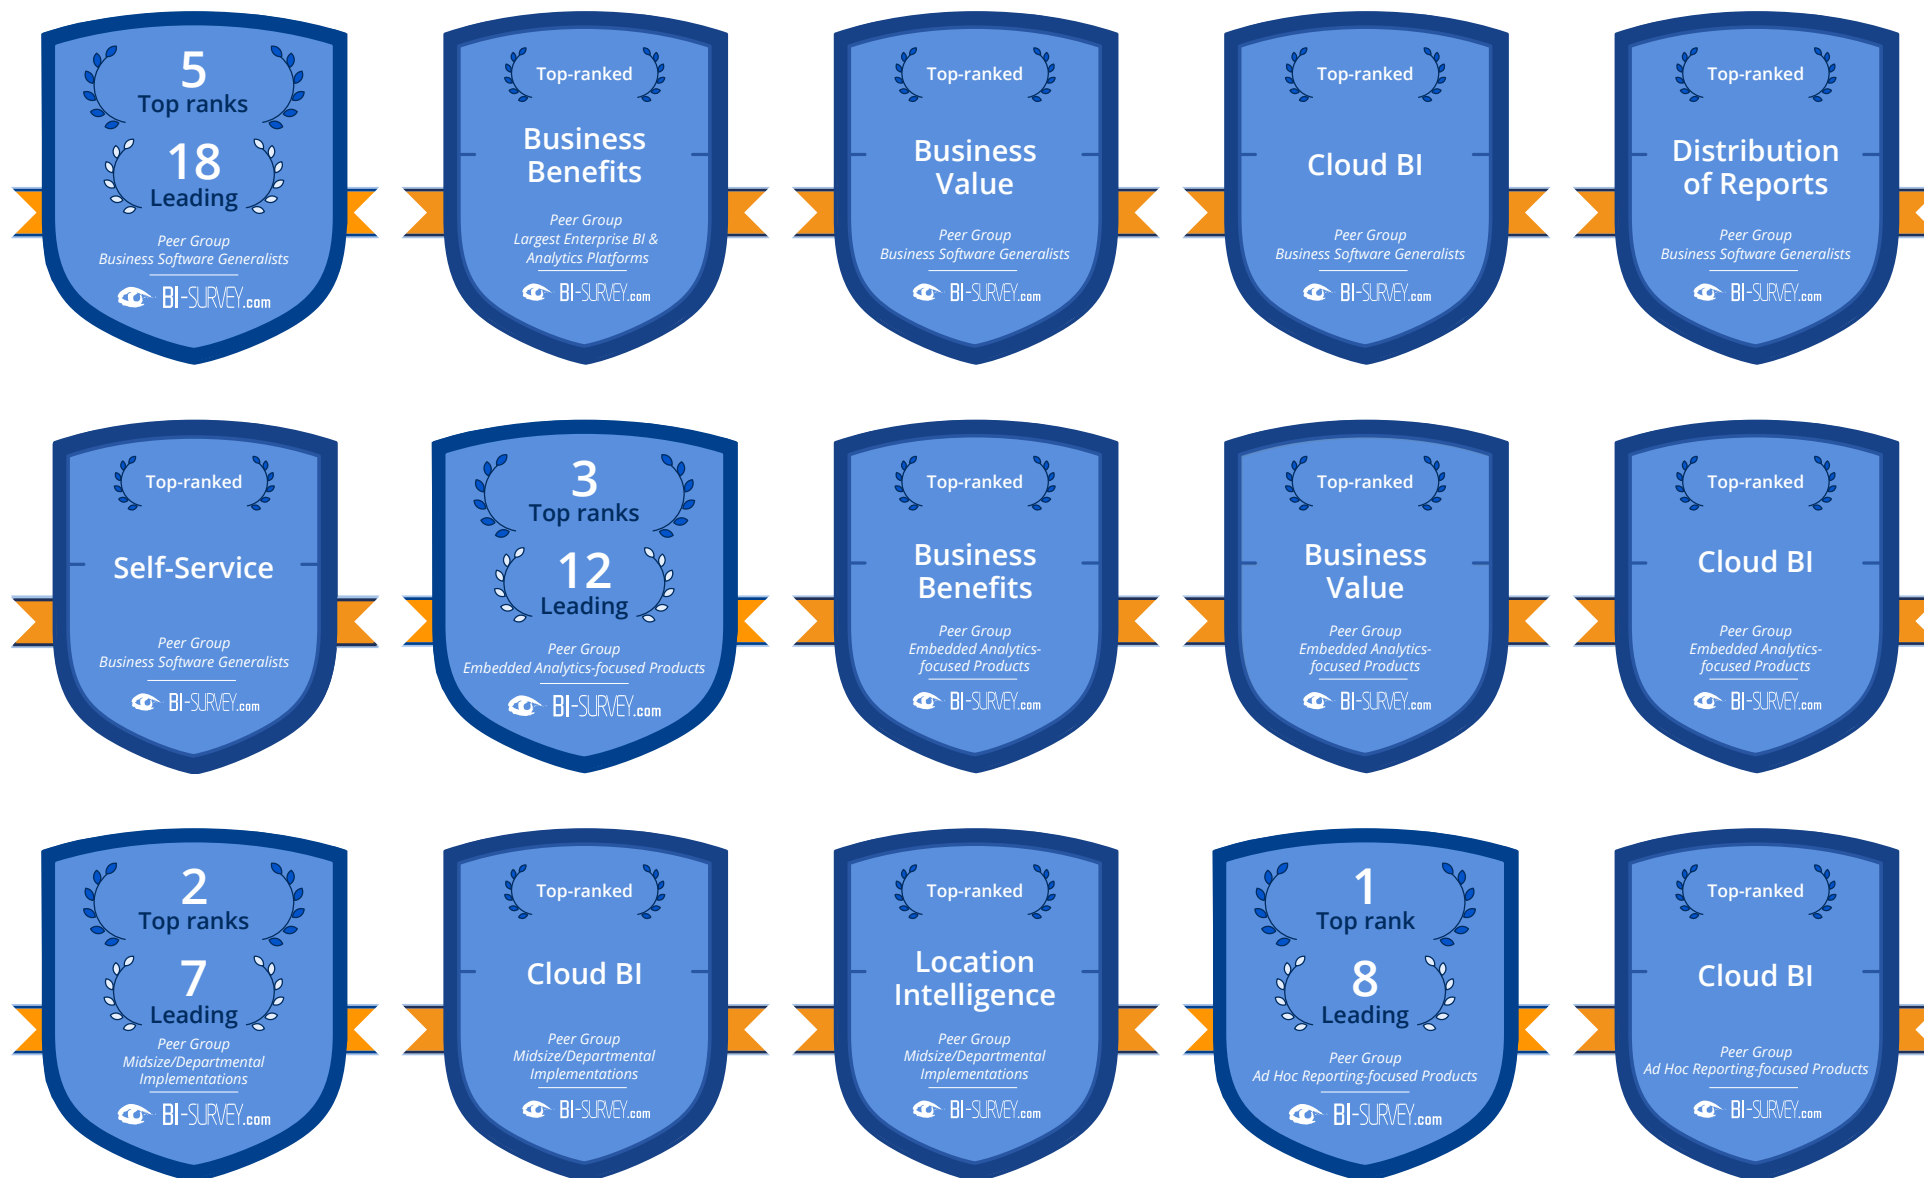 5
Top ranks
18
Leading
Peer Group
Business Software Generalists
BI-SURVEY.com
Top-ranked
Business
Benefits
Peer Group
Largest Enterprise BI &
Analytics Platforms
BI-SURVEY.com
Top-ranked
Business
Value
Peer Group
Business Software Generalists
BI-SURVEY.com
Top-ranked
Cloud BI
Peer Group
Business Software Generalists
BI-SURVEY.com
Top-ranked
Distribution
of Reports
Peer Group
Business Software Generalists
BI-SURVEY.com
Top-ranked
Self-Service
Peer Group
Business Software Generalists
BI-SURVEY.com
3
Top ranks
12
Leading
Peer Group
Embedded Analytics-focused Products
BI-SURVEY.com
Top-ranked
Business
Benefits
Peer Group
Embedded Analytics-
focused Products
BI-SURVEY.com
Top-ranked
Business
Value
Peer Group
Embedded Analytics-
focused Products
BI-SURVEY.com
Top-ranked
Cloud BI
Peer Group
Embedded Analytics-
focused Products
BI-SURVEY.com
2
Top ranks
7
Leading
Peer Group
Midsize/Departmental
Implementations
BI-SURVEY.com
Top-ranked
Cloud BI
Peer Group
Midsize/Departmental
Implementations
BI-SURVEY.com
Top-ranked
Location
Intelligence
Peer Group
Midsize/Departmental
Implementations
BI-SURVEY.com
1
Top rank
8
Leading
Peer Group
Ad Hoc Reporting-focused Products
BI-SURVEY.com
Top-ranked
Cloud BI
Peer Group
Ad Hoc Reporting-focused Products
BI-SURVEY.com